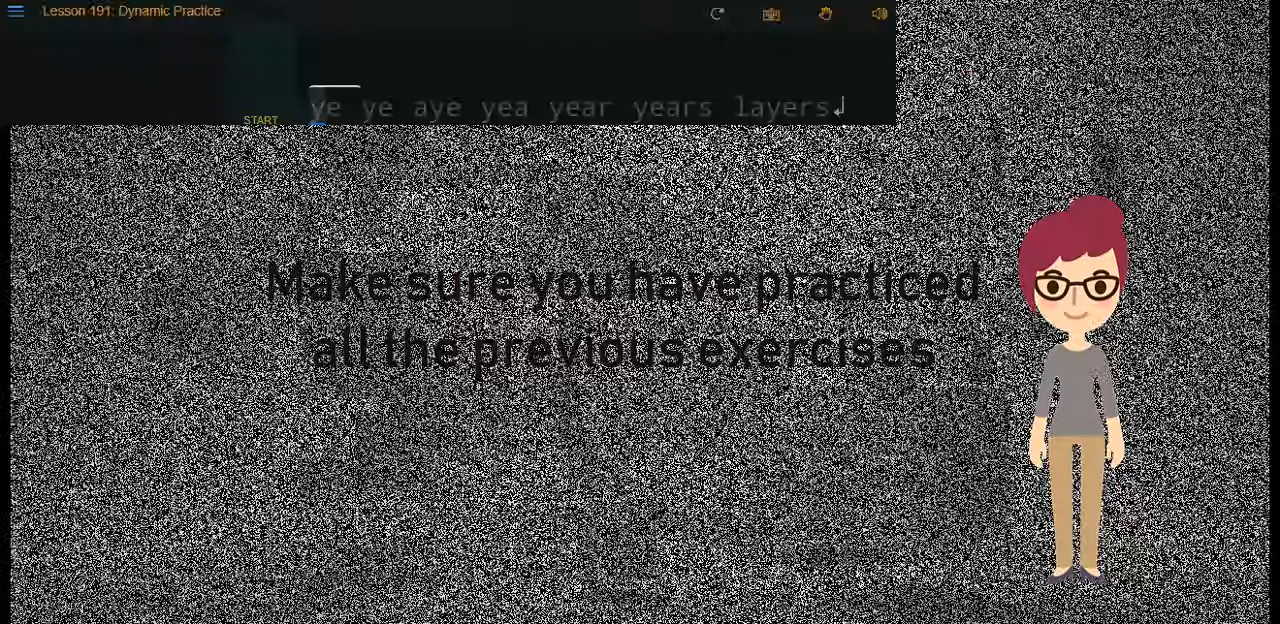 Lesson 191: Dynamic Practice
ye ye aye yea year years layers↲
START
Make sure you have practiced
all the previous exercises